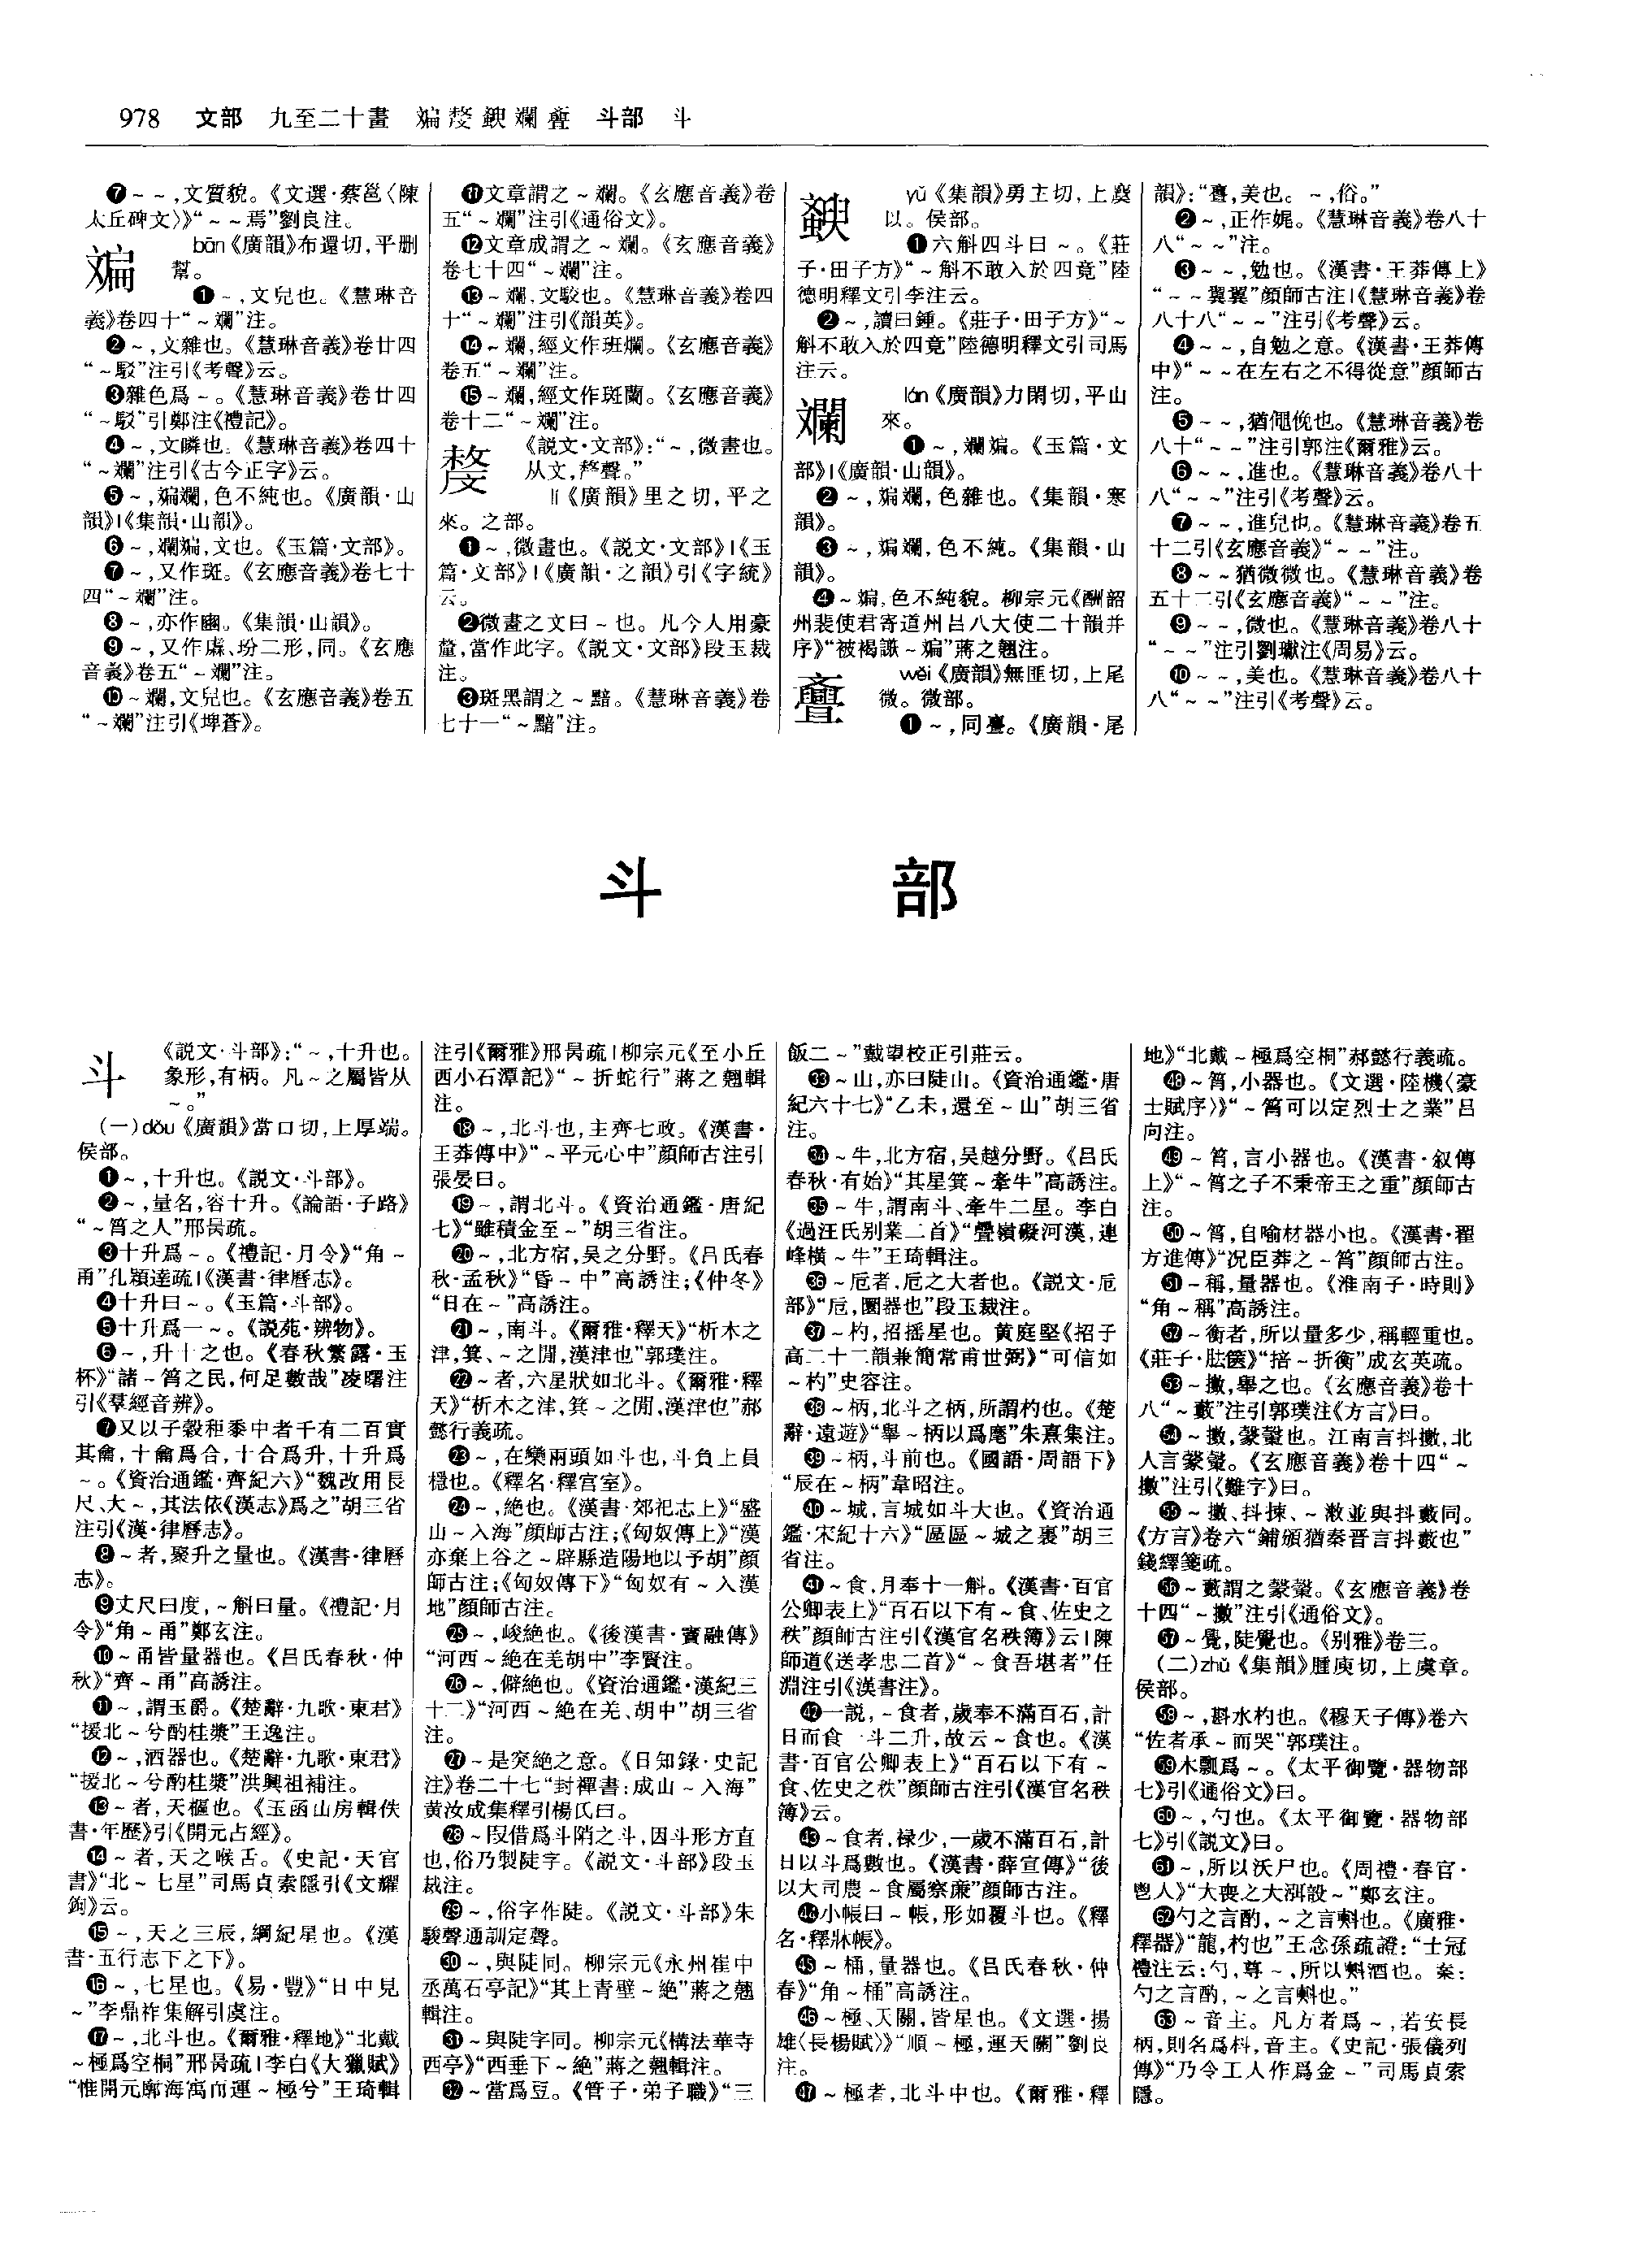 978 文部 九至二十畫 斒斄斔斕斖 斗部 斗
❼～～,文質貌。《文選·蔡邕〈陳
太丘碑文〉》“～～焉”劉良注。
斒
bān《廣韻》布還切,平删
幫。
❶～,文皃也。《慧琳音
義》卷四十“～斕”注。
❷～,文雜也。《慧琳音義》卷廿四
“～駁”注引《考聲》云。
❸雜色爲～。《慧琳音義》卷廿四
“～駁”引鄭注《禮記》。
❹～,文瞵也。《慧琳音義》卷四十
“～斕”注引《古今正字》云。
❺～,斒斕,色不純也。《廣韻·山
韻》|《集韻·山韻》。
❻～,斕斒,文也。《玉篇·文部》。
❼～,又作斑。《玄應音義》卷七十
四“～斕”注。
❽～,亦作豳。《集韻·山韻》。
❾～,又作虨、玢二形,同。《玄應
音義》卷五“～斕”注。
❿～斕,文皃也。《玄應音義》卷五
“～斕”注引《埤蒼》。
⓫文章謂之～斕。《玄應音義》卷
五“～斕”注引《通俗文》。
⓬文章成謂之～斕。《玄應音義》
卷七十四“～斕”注。
⓭～斕,文駁也。《慧琳音義》卷四
十“～斕”注引《韻英》。
⓮～斕,經文作班爛。《玄應音義》
卷五“～斕”注。
⓯～斕,經文作斑蘭。《玄應音義》
卷十二“～斕”注。
斄
《説文·文部》:“～,微畫也。
从文,𠩺聲。”
lí《廣韻》里之切,平之
來。之部。
❶～,微畫也。《説文·文部》|《玉
篇·文部》|《廣韻·之韻》引《字統》
云。
❷微畫之文曰～也。凡今人用豪
釐,當作此字。《説文·文部》段玉裁
注。
❸斑黑謂之～黯。《慧琳音義》卷
七十一“～黯”注。
斔
yǔ《集韻》勇主切,上麌
以。侯部。
❶六斛四斗曰～。《莊
子·田子方》“～斛不敢入於四竟”陸
德明釋文引李注云。
❷～,讀曰鍾。《莊子·田子方》“～
斛不敢入於四竟”陸德明釋文引司馬
注云。
斕
lán《廣韻》力閑切,平山
來。
❶～,斕斒。《玉篇·文
部》|《廣韻·山韻》。
❷～,斒斕,色雜也。《集韻·寒
韻》。
❸～,斒斕,色不純。《集韻·山
韻》。
❹～斒,色不純貌。柳宗元《酬韶
州裴使君寄道州吕八大使二十韻并
序》“被褐謙～斒”蔣之翹注。
斖
wěi《廣韻》無匪切,上尾
微。微部。
❶～,同亹。《廣韻·尾
韻》:“亹,美也。～,俗。”
❷～,正作娓。《慧琳音義》卷八十
八“～～”注。
❸～～,勉也。《漢書·王莽傳上》
“～～翼翼”顏師古注|《慧琳音義》卷
八十八“～～”注引《考聲》云。
❹～～,自勉之意。《漢書·王莽傳
中》“～～在左右之不得從意”顏師古
注。
❺～～,猶僶俛也。《慧琳音義》卷
八十“～～”注引郭注《爾雅》云。
❻～～,進也。《慧琳音義》卷八十
八“～～”注引《考聲》云。
❼～～,進皃也。《慧琳音義》卷五
十二引《玄應音義》“～～”注。
❽～～猶微微也。《慧琳音義》卷
五十二引《玄應音義》“～～”注。
❾～～,微也。《慧琳音義》卷八十
“～～”注引劉瓛注《周易》云。
❿～～,美也。《慧琳音義》卷八十
八“～～”注引《考聲》云。
斗 部
斗
《説文·斗部》:“～,十升也。
象形,有柄。凡～之屬皆从
～。”
(一)dǒu《廣韻》當口切,上厚端。
侯部。
❶～,十升也。《説文·斗部》。
❷～,量名,容十升。《論語·子路》
“～筲之人”邢昺疏。
❸十升爲～。《禮記·月令》“角～
甬”孔穎達疏|《漢書·律曆志》。
❹十升曰～。《玉篇·斗部》。
❺十升爲一～。《説苑·辨物》。
❻～,升十之也。《春秋繁露·玉
杯》“諸～筲之民,何足數哉”凌曙注
引《羣經音辨》。
❼又以子穀秬黍中者千有二百實
其龠,十龠爲合,十合爲升,十升爲
～。《資治通鑑·齊紀六》“魏改用長
尺、大～,其法依《漢志》爲之”胡三省
注引《漢·律曆志》。
❽～者,聚升之量也。《漢書·律曆
志》。
❾丈尺曰度,～斛曰量。《禮記·月
令》“角～甬”鄭玄注。
❿～甬皆量器也。《吕氏春秋·仲
秋》“齊～甬”高誘注。
⓫～,謂玉爵。《楚辭·九歌·東君》
“援北～兮酌桂漿”王逸注。
⓬～,酒器也。《楚辭·九歌·東君》
“援北～兮酌桂漿”洪興祖補注。
⓭～者,天樞也。《玉函山房輯佚
書·年歷》引《開元占經》。
⓮～者,天之喉舌。《史記·天官
書》“北～七星”司馬貞索隱引《文耀
鉤》云。
⓯～,天之三辰,綱紀星也。《漢
書·五行志下之下》。
⓰～,七星也。《易·豐》“日中見
～”李鼎祚集解引虞注。
⓱～,北斗也。《爾雅·釋地》“北戴
～極爲空桐”邢昺疏|李白《大獵賦》
“惟開元廓海寓而運～極兮”王琦輯
注引《爾雅》邢昺疏|柳宗元《至小丘
西小石潭記》“～折蛇行”蔣之翹輯
注。
⓲～,北斗也,主齊七政。《漢書·
王莽傳中》“～平元心中”顏師古注引
張晏曰。
⓳～,謂北斗。《資治通鑑·唐紀
七》“雖積金至～”胡三省注。
⓴～,北方宿,吴之分野。《吕氏春
秋·孟秋》“昏～中”高誘注;《仲冬》
“日在～”高誘注。
㉑～,南斗。《爾雅·釋天》“析木之
津,箕、～之閒,漢津也”郭璞注。
㉒～者,六星狀如北斗。《爾雅·釋
天》“析木之津,箕～之閒,漢津也”郝
懿行義疏。
㉓～,在欒兩頭如斗也,斗負上員
穩也。《釋名·釋宫室》。
㉔～,絶也。《漢書·郊祀志上》“盛
山～入海”顏師古注;《匈奴傳上》“漢
亦棄上谷之～辟縣造陽地以予胡”顏
師古注;《匈奴傳下》“匈奴有～入漢
地”顏師古注。
㉕～,峻絶也。《後漢書·竇融傳》
“河西～絶在羌胡中”李賢注。
㉖～,僻絶也。《資治通鑑·漢紀三
十二》“河西～絶在羌、胡中”胡三省
注。
㉗～是突絶之意。《日知錄·史記
注》卷二十七“封禪書:成山～入海”
黄汝成集釋引楊氏曰。
㉘～叚借爲斗陗之斗,因斗形方直
也,俗乃製陡字。《説文·斗部》段玉
裁注。
㉙～,俗字作陡。《説文·斗部》朱
駿聲通訓定聲。
㉚～,與陡同。柳宗元《永州崔中
丞萬石亭記》“其上青壁～絶”蔣之翹
輯注。
㉛～與陡字同。柳宗元《構法華寺
西亭》“西垂下～絶”蔣之翹輯注。
㉜～當爲豆。《管子·弟子職》“三
飯二～”戴望校正引莊云。
㉝～山,亦曰陡山。《資治通鑑·唐
紀六十七》“乙未,還至～山”胡三省
注。
㉞～牛,北方宿,吴越分野。《吕氏
春秋·有始》“其星箕～牽牛”高誘注。
㉟～牛,謂南斗、牽牛二星。李白
《過汪氏别業二首》“疊嶺礙河漢,連
峰横～牛”王琦輯注。
㊱～卮者,卮之大者也。《説文·卮
部》“卮,圜器也”段玉裁注。
㊲～杓,招摇星也。黄庭堅《招子
高二十二韻兼簡常甫世弼》“可信如
～杓”史容注。
㊳～柄,北斗之柄,所謂杓也。《楚
辭·遠遊》“舉～柄以爲麾”朱熹集注。
㊴～柄,斗前也。《國語·周語下》
“辰在～柄”韋昭注。
㊵～城,言城如斗大也。《資治通
鑑·宋紀十六》“區區～城之裏”胡三
省注。
㊶～食,月奉十一斛。《漢書·百官
公卿表上》“百石以下有～食、佐史之
秩”顏師古注引《漢官名秩簿》云|陳
師道《送孝忠二首》“～食吾堪者”任
淵注引《漢書注》。
㊷一説,～食者,歲奉不滿百石,計
日而食一斗二升,故云～食也。《漢
書·百官公卿表上》“百石以下有～
食、佐史之秩”顏師古注引《漢官名秩
簿》云。
㊸～食者,禄少,一歲不滿百石,計
日以斗爲數也。《漢書·薛宣傳》“後
以大司農～食屬察廉”顏師古注。
㊹小帳曰～帳,形如覆斗也。《釋
名·釋牀帳》。
㊺～桶,量器也。《吕氏春秋·仲
春》“角～桶”高誘注。
㊻～極、天關,皆星也。《文選·揚
雄〈長楊賦〉》“順～極,運天關”劉良
注。
㊼～極者,北斗中也。《爾雅·釋
地》“北戴～極爲空桐”郝懿行義疏。
㊽～筲,小器也。《文選·陸機〈豪
士賦序〉》“～筲可以定烈士之業”吕
向注。
㊾～筲,言小器也。《漢書·叙傳
上》“～筲之子不秉帝王之重”顏師古
注。
㊿～筲,自喻材器小也。《漢書·翟
方進傳》“况臣莽之～筲”顏師古注。
51～稱,量器也。《淮南子·時則》
“角～稱”高誘注。
52～衡者,所以量多少,稱輕重也。
《莊子·胠篋》“掊～折衡”成玄英疏。
53～擻,舉之也。《玄應音義》卷十
八“～藪”注引郭璞注《方言》曰。
54～擻,䍬䍭也。江南言抖擻,北
人言䍬䍭。《玄應音義》卷十四“～
擻”注引《難字》曰。
55～擻、抖揀、～潄並與抖藪同。
《方言》卷六“鋪頒猶秦晋言抖藪也”
錢繹箋疏。
56～藪謂之䍬䍭。《玄應音義》卷
十四“～擻”注引《通俗文》。
57～覺,陡覺也。《别雅》卷三。
(二)zhǔ《集韻》腫庾切,上麌章。
侯部。
58～,斟水杓也。《穆天子傳》卷六
“佐者承～而哭”郭璞注。
59木瓢爲～。《太平御覽·器物部
七》引《通俗文》曰。
60～,勺也。《太平御覽·器物部
七》引《説文》曰。
61～,所以沃尸也。《周禮·春官·
鬯人》“大喪之大渳設～”鄭玄注。
62勺之言酌,～之言㪺也。《廣雅·
釋器》“龍,杓也”王念孫疏證:“士冠
禮注云:勺,尊～,所以㪺酒也。案:
勺之言酌,～之言㪺也。”
63～音主。凡方者爲～,若安長
柄,則名爲枓,音主。《史記·張儀列
傳》“乃令工人作爲金～”司馬貞索
隱。